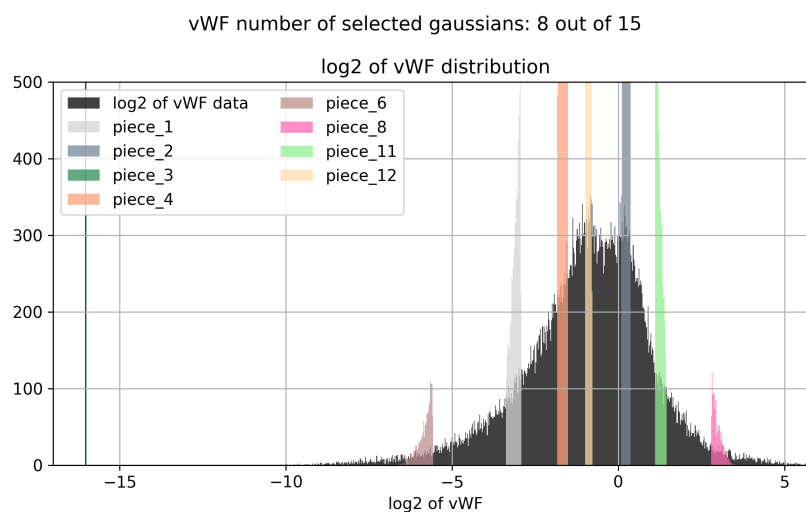 vWF number of selected gaussians: 8 out of 15
log2 of vWF distribution
500
400
300
200
100
0
log2 of vWF data
piece_1
piece_2
piece_3
piece_4
piece_6
piece_8
piece_11
piece_12
−15
−10
−5
0
5
log2 of vWF